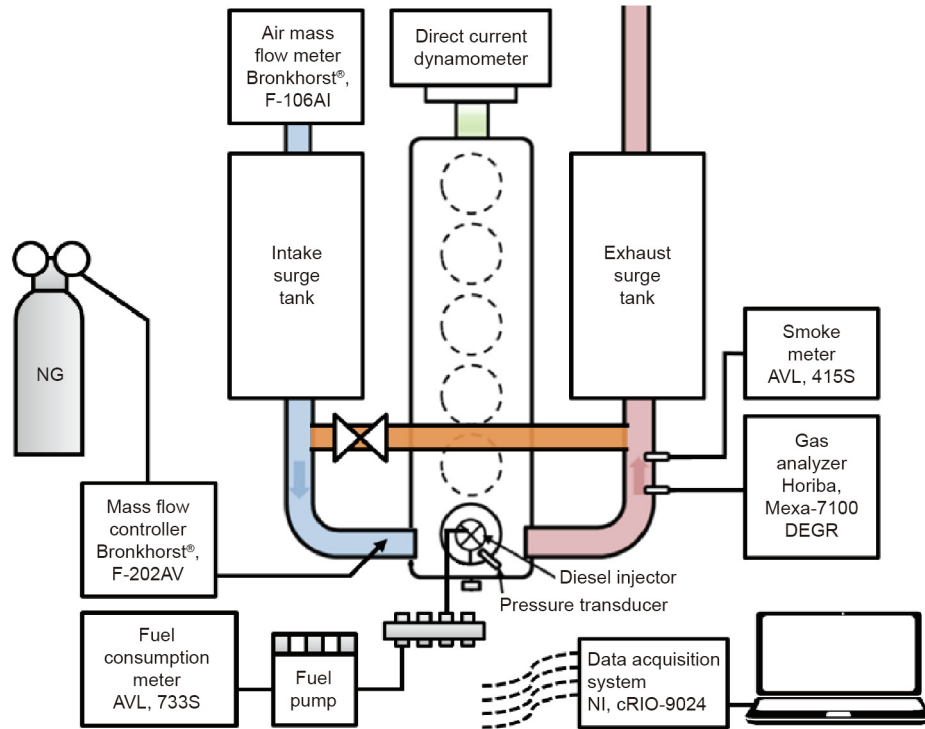 Air mass
flow meter
Bronkhorst®,
F-106AI
Direct current
dynamometer
Intake
surge
tank
Exhaust
surge
tank
NG
Smoke
meter
AVL, 415S
Gas
analyzer
Horiba,
Mexa-7100
DEGR
Mass flow
controller
Bronkhorst®,
F-202AV
Diesel injector
Pressure transducer
Fuel
consumption
meter
AVL, 733S
Fuel
pump
Data acquisition
system
NI, cRIO-9024